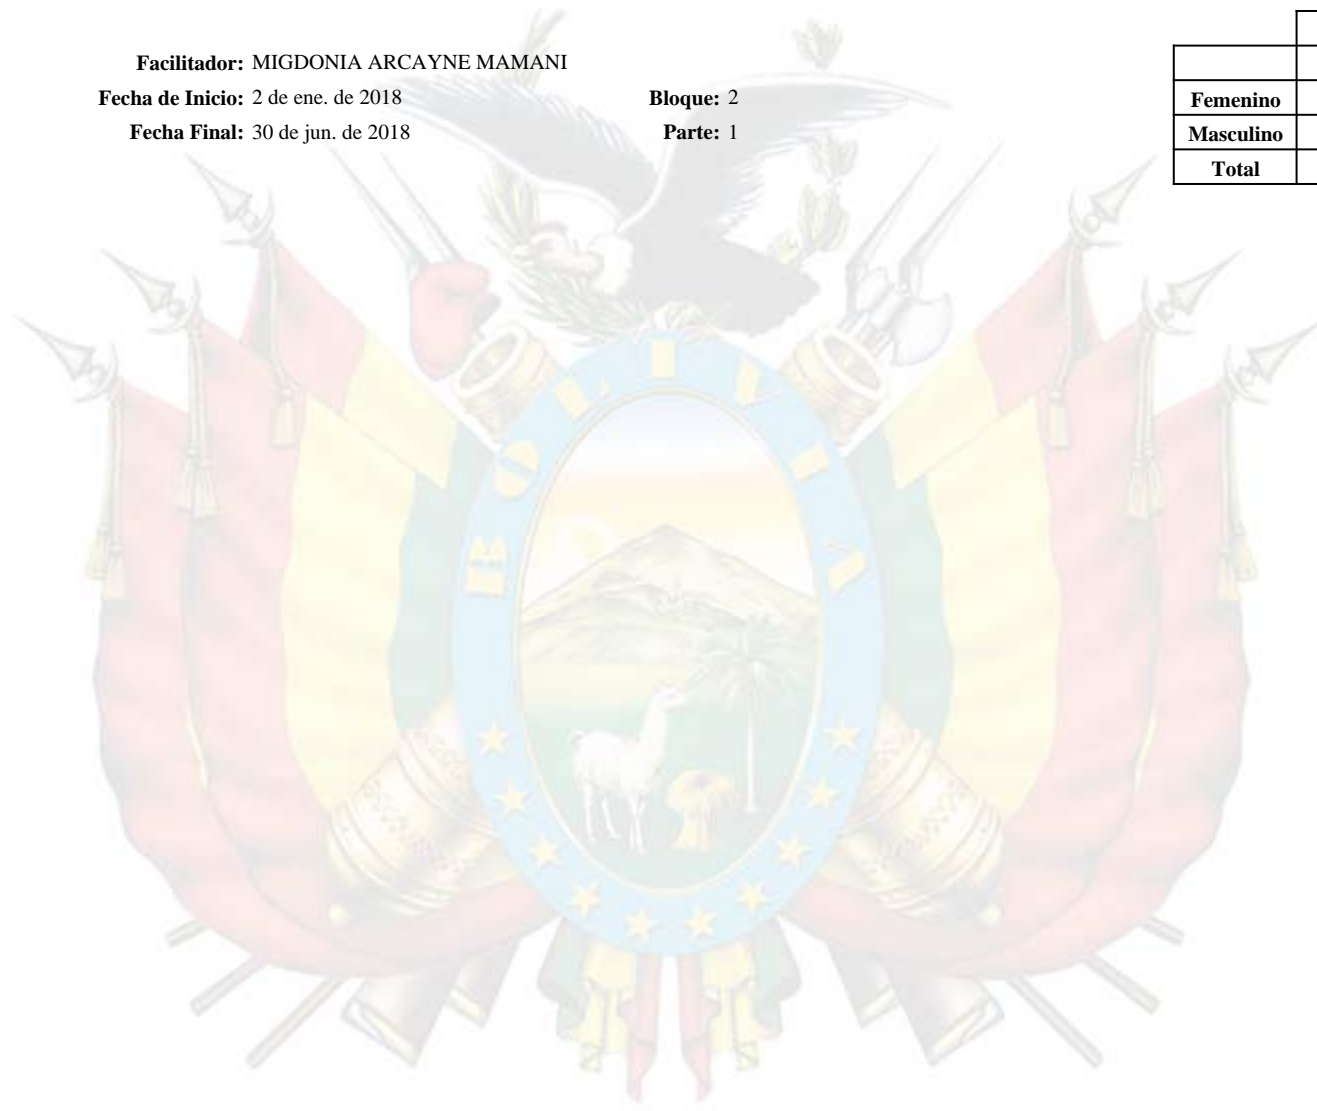 Facilitador: MIGDONIA ARCAYNE MAMANI
Fecha de Inicio: 2 de ene. de 2018 Bloque: 2
Fecha Final: 30 de jun. de 2018 Parte: 1
Femenino
Masculino
Total
BOLIVIA